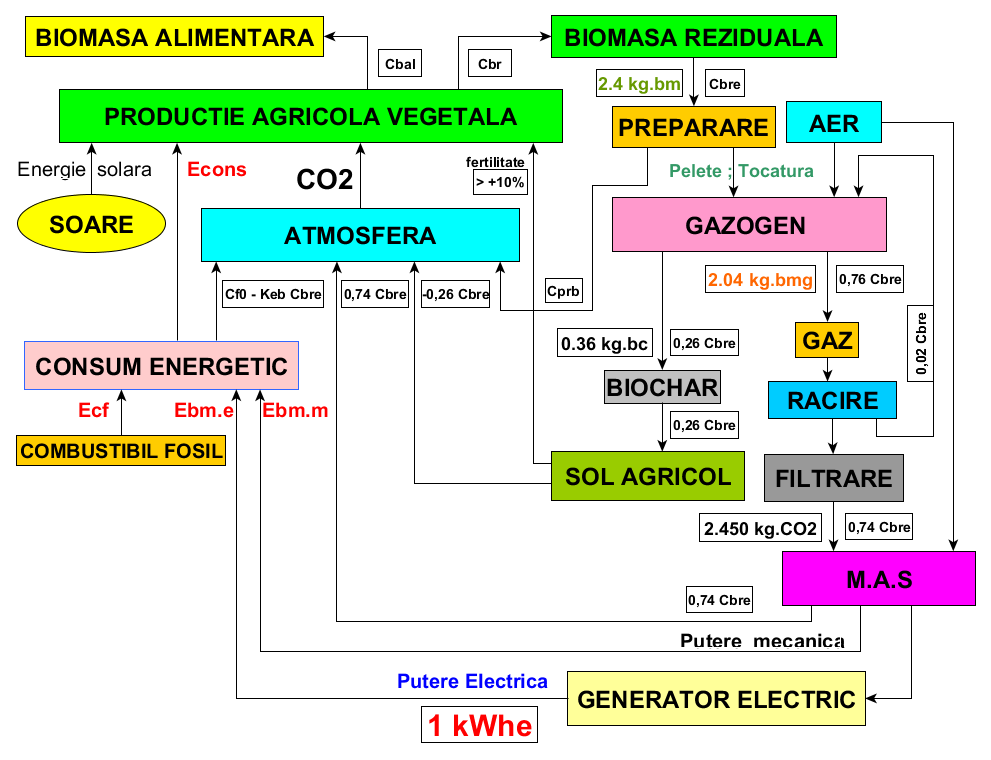 BIOMASA ALIMENTARA
BIOMASA REZIDUALA
Cbal
Cbr
2.4 kg.bm
Cbre
PRODUCTIE AGRICOLA VEGETALA
PREPARARE
AER
Energie solara
Econs
CO2
fertilitate
> +10%
Pelete ; Tocatura
SOARE
ATMOSFERA
GAZOGEN
Cf0 - Keb Cbre
0,74 Cbre
-0,26 Cbre
Cprb
2.04 kg.bmg
0,76 Cbre
0.36 kg.bc
0,26 Cbre
GAZ
0,02 Cbre
CONSUM ENERGETIC
BIOCHAR
RACIRE
Ecf
Ebm.e
Ebm.m
0,26 Cbre
COMBUSTIBIL FOSIL
SOL AGRICOL
FILTRARE
2.450 kg.CO2
0,74 Cbre
M.A.S
0,74 Cbre
Putere mecanica
Putere Electrica
GENERATOR ELECTRIC
1 kWhe